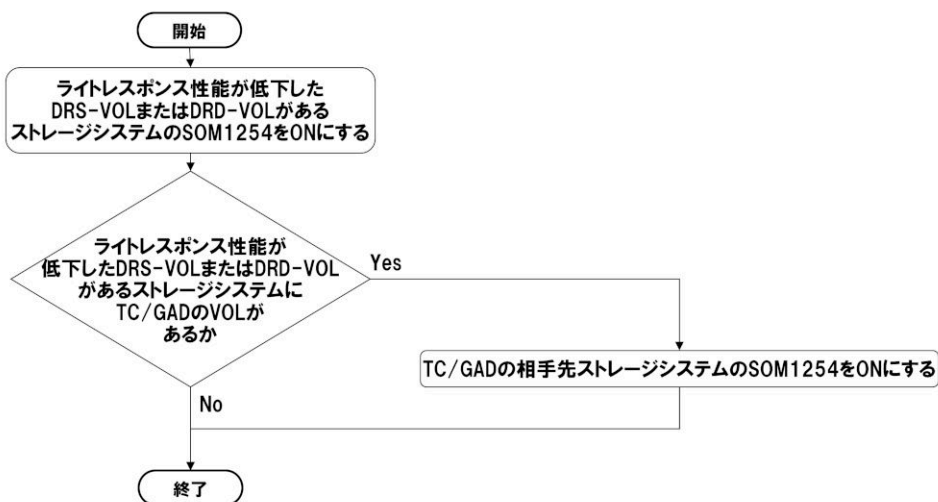 開始
ライトレスポンス性能が低下した
DRS-VOLまたはDRD-VOLがある
ストレージシステムのSOM1254をONにする
ライトレスポンス性能が
低下したDRS-VOLまたはDRD-VOL
があるストレージシステムに
TC/GADのVOLが
あるか
Yes
TC/GADの相手先ストレージシステムのSOM1254をONにする
No
終了